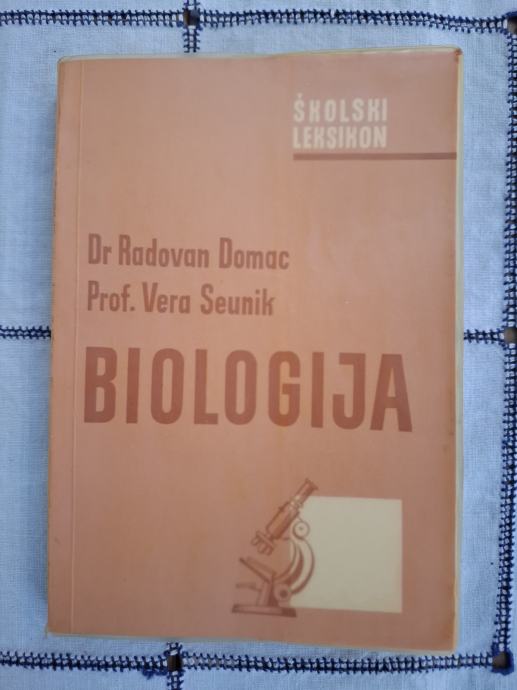 ŠKOLSKI
LEKSIKON
Dr Radovan Domac
Prof. Vera Seunik
BIOLOGIJA